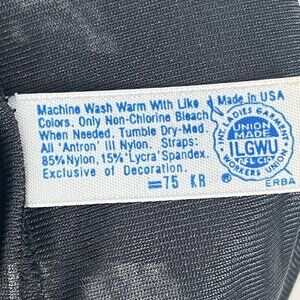 Machine Wash Warm With Like
Colors. Only Non-Chlorine Bleach
When Needed. Tumble Dry-Med.
All 'Antron' III Nylon. Straps:
85% Nylon, 15% 'Lycra' Spandex.
Exclusive of Decoration.
=75 KR
Made in USA
INT. LADIES GARMENT
UNION
MADE
ILGWU
AFL CIO
WORKERS UNION
®
ERBA